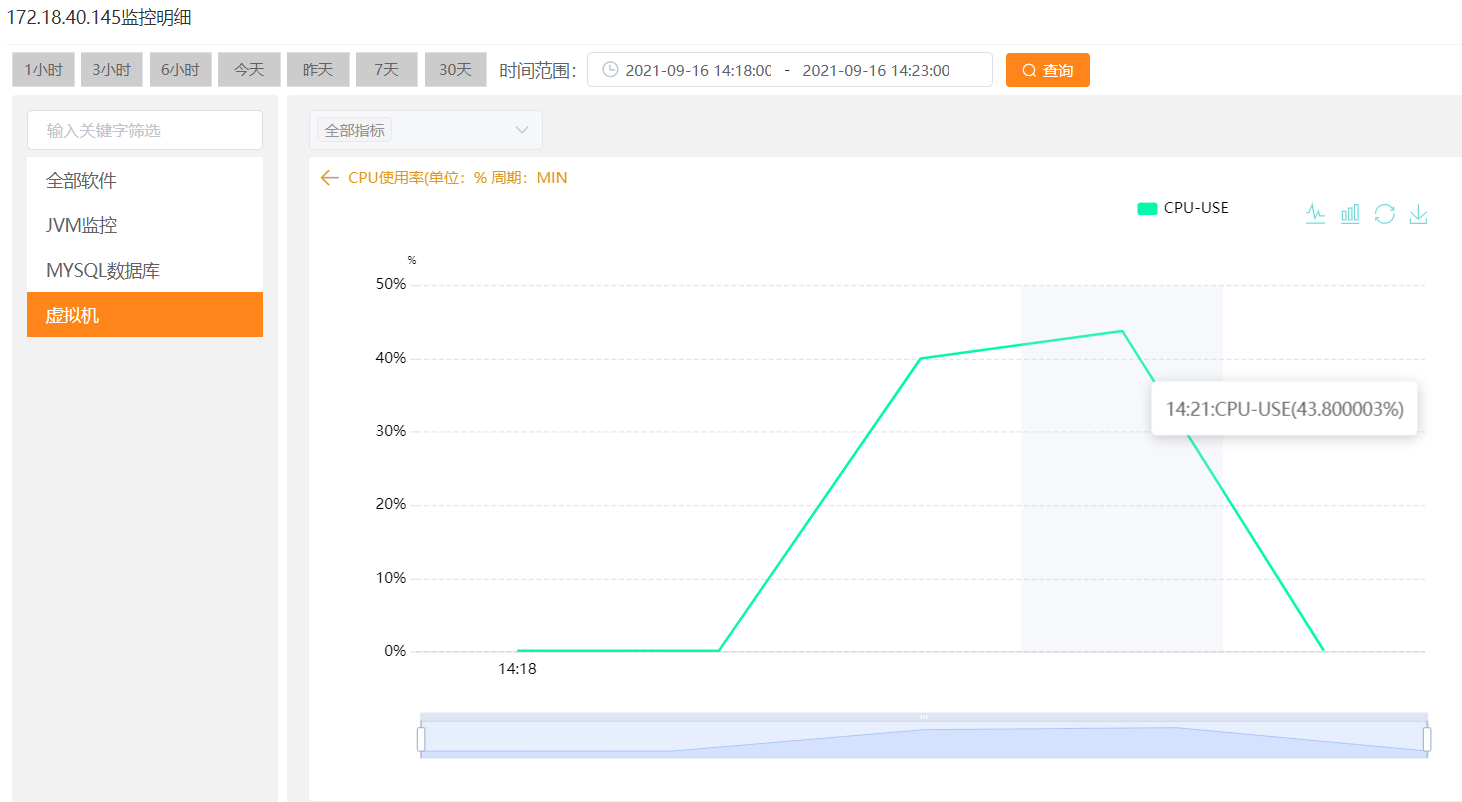 172.18.40.145监控明细
1小时 3小时 6小时 今天 昨天 7天 30天 时间范围： 2021-09-16 14:18:00 - 2021-09-16 14:23:00 查询
输入关键字筛选
全部软件
JVM监控
MYSQL数据库
虚拟机
全部指标
CPU使用率(单位：% 周期：MIN
CPU-USE
%
50%
40%
14:21:CPU-USE(43.800003%)
30%
20%
10%
0%
14:18